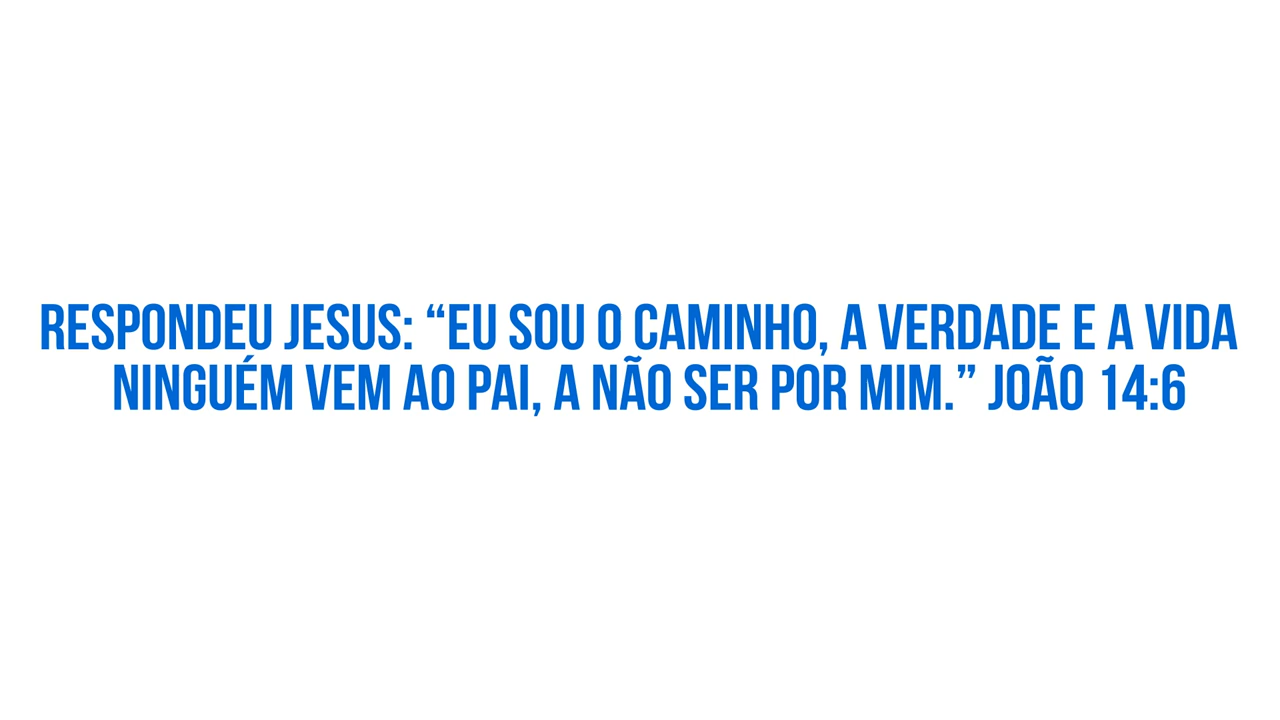 RESPONDEU JESUS: “EU SOU O CAMINHO, A VERDADE E A VIDA
NINGUÉM VEM AO PAI, A NÃO SER POR MIM.” JOÃO 14:6